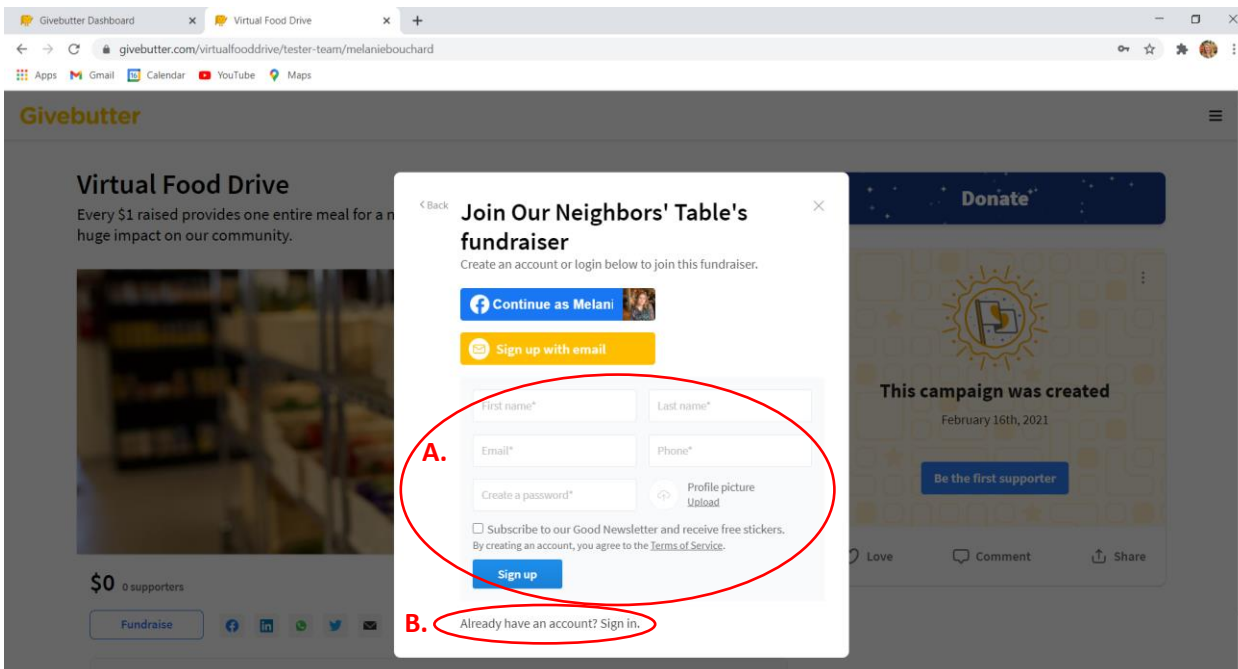 Givebutter Dashboard
Virtual Food Drive
givebutter.com/virtualfooddrive/tester-team/melaniebouchard
Apps
Gmail
16
Calendar
YouTube
Maps
Givebutter
Virtual Food Drive
Every $1 raised provides one entire meal for a n
huge impact on our community.
$0 0 supporters
Fundraise
in
< Back
Join Our Neighbors' Table's
fundraiser
Create an account or login below to join this fundraiser.
Continue as Melani
Sign up with email
A.
First name*
Last name*
Email*
Phone*
Create a password*
Profile picture
Upload
Subscribe to our Good Newsletter and receive free stickers.
By creating an account, you agree to the Terms of Service.
Sign up
B.
Already have an account? Sign in.
Donate
This campaign was created
February 16th, 2021
Be the first supporter
Love
Comment
Share